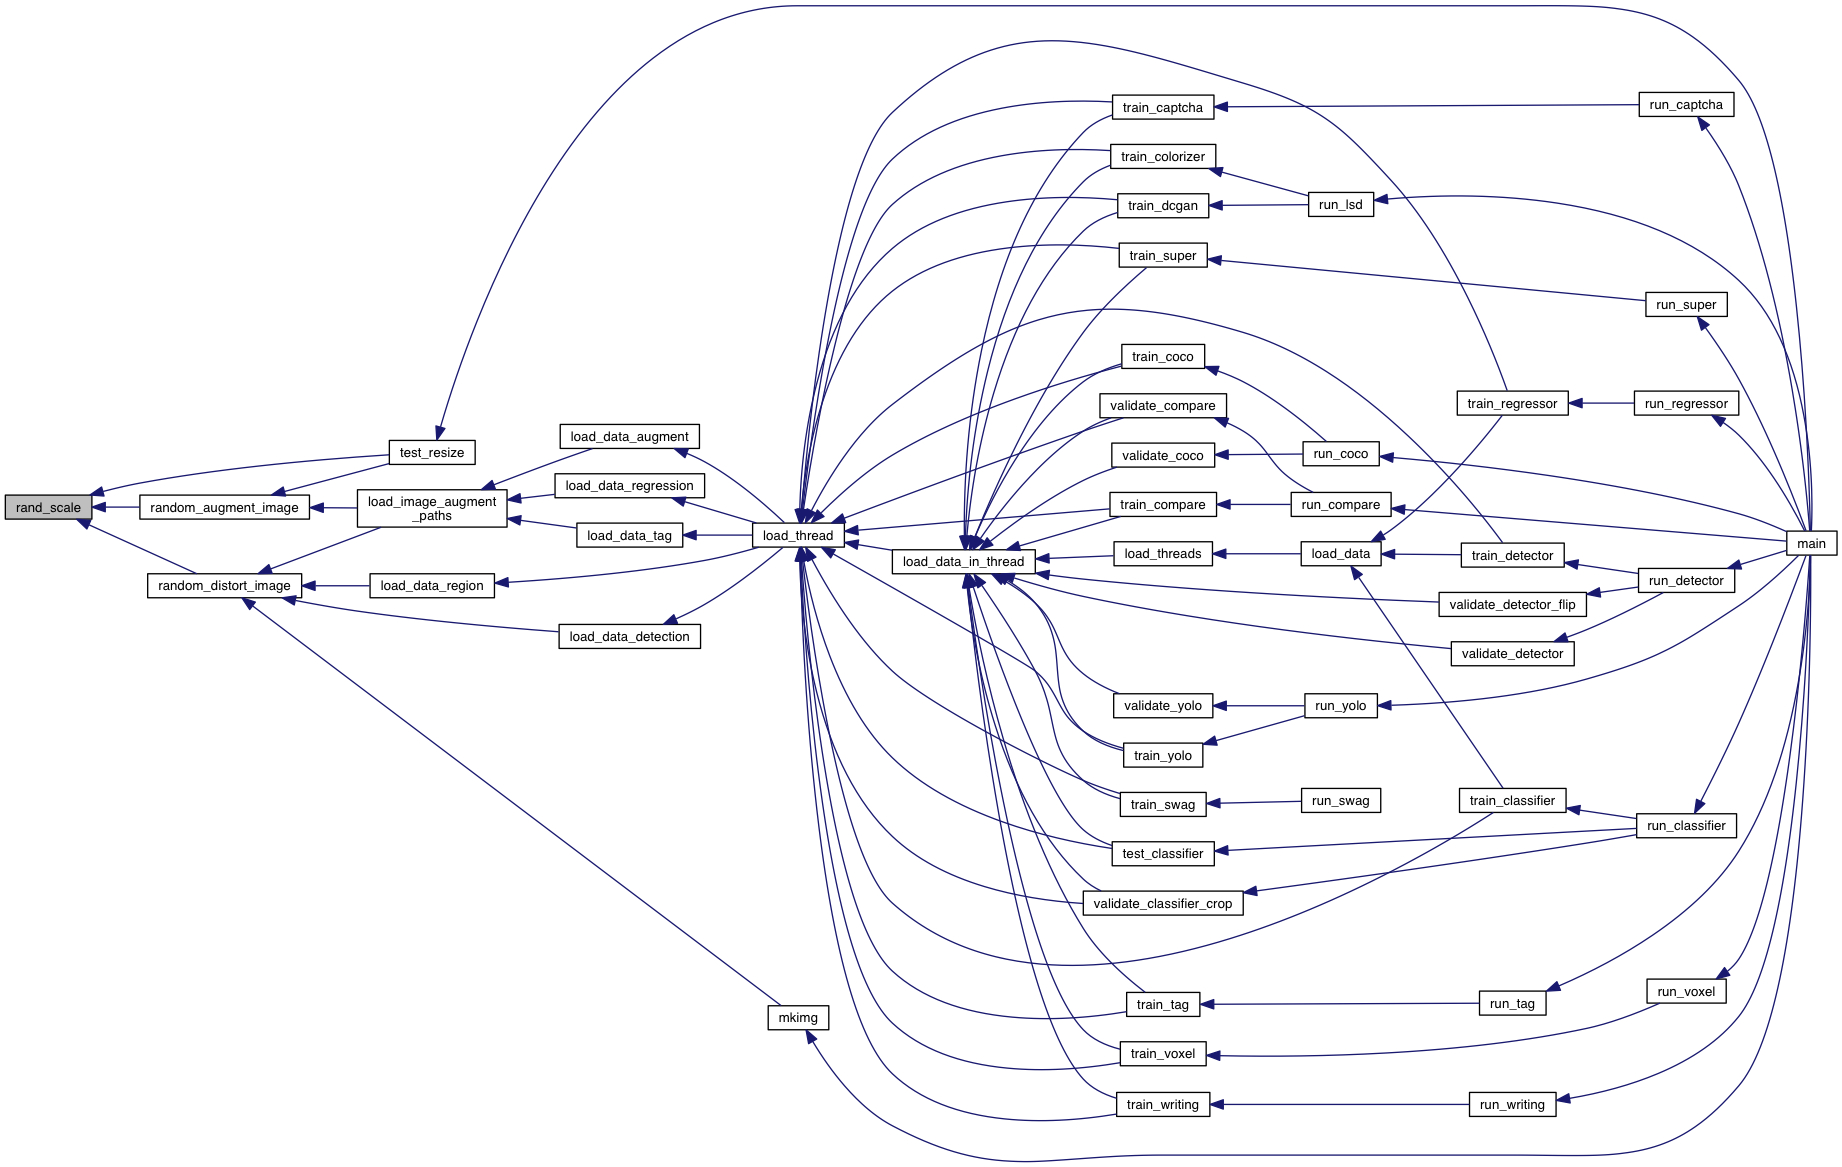 rand_scale
test_resize
random_augment_image
random_distort_image
load_image_augment
_paths
load_data_region
load_data_augment
load_data_regression
load_data_tag
load_data_detection
load_thread
mkimg
load_data_in_thread
train_captcha
train_colorizer
train_dcgan
train_super
train_coco
validate_compare
validate_coco
train_compare
load_threads
validate_yolo
train_yolo
train_swag
test_classifier
validate_classifier_crop
train_tag
train_voxel
train_writing
run_lsd
run_coco
run_compare
load_data
run_yolo
run_swag
train_regressor
train_detector
validate_detector_flip
validate_detector
train_classifier
run_tag
run_writing
run_captcha
run_super
run_regressor
run_detector
run_classifier
run_voxel
main